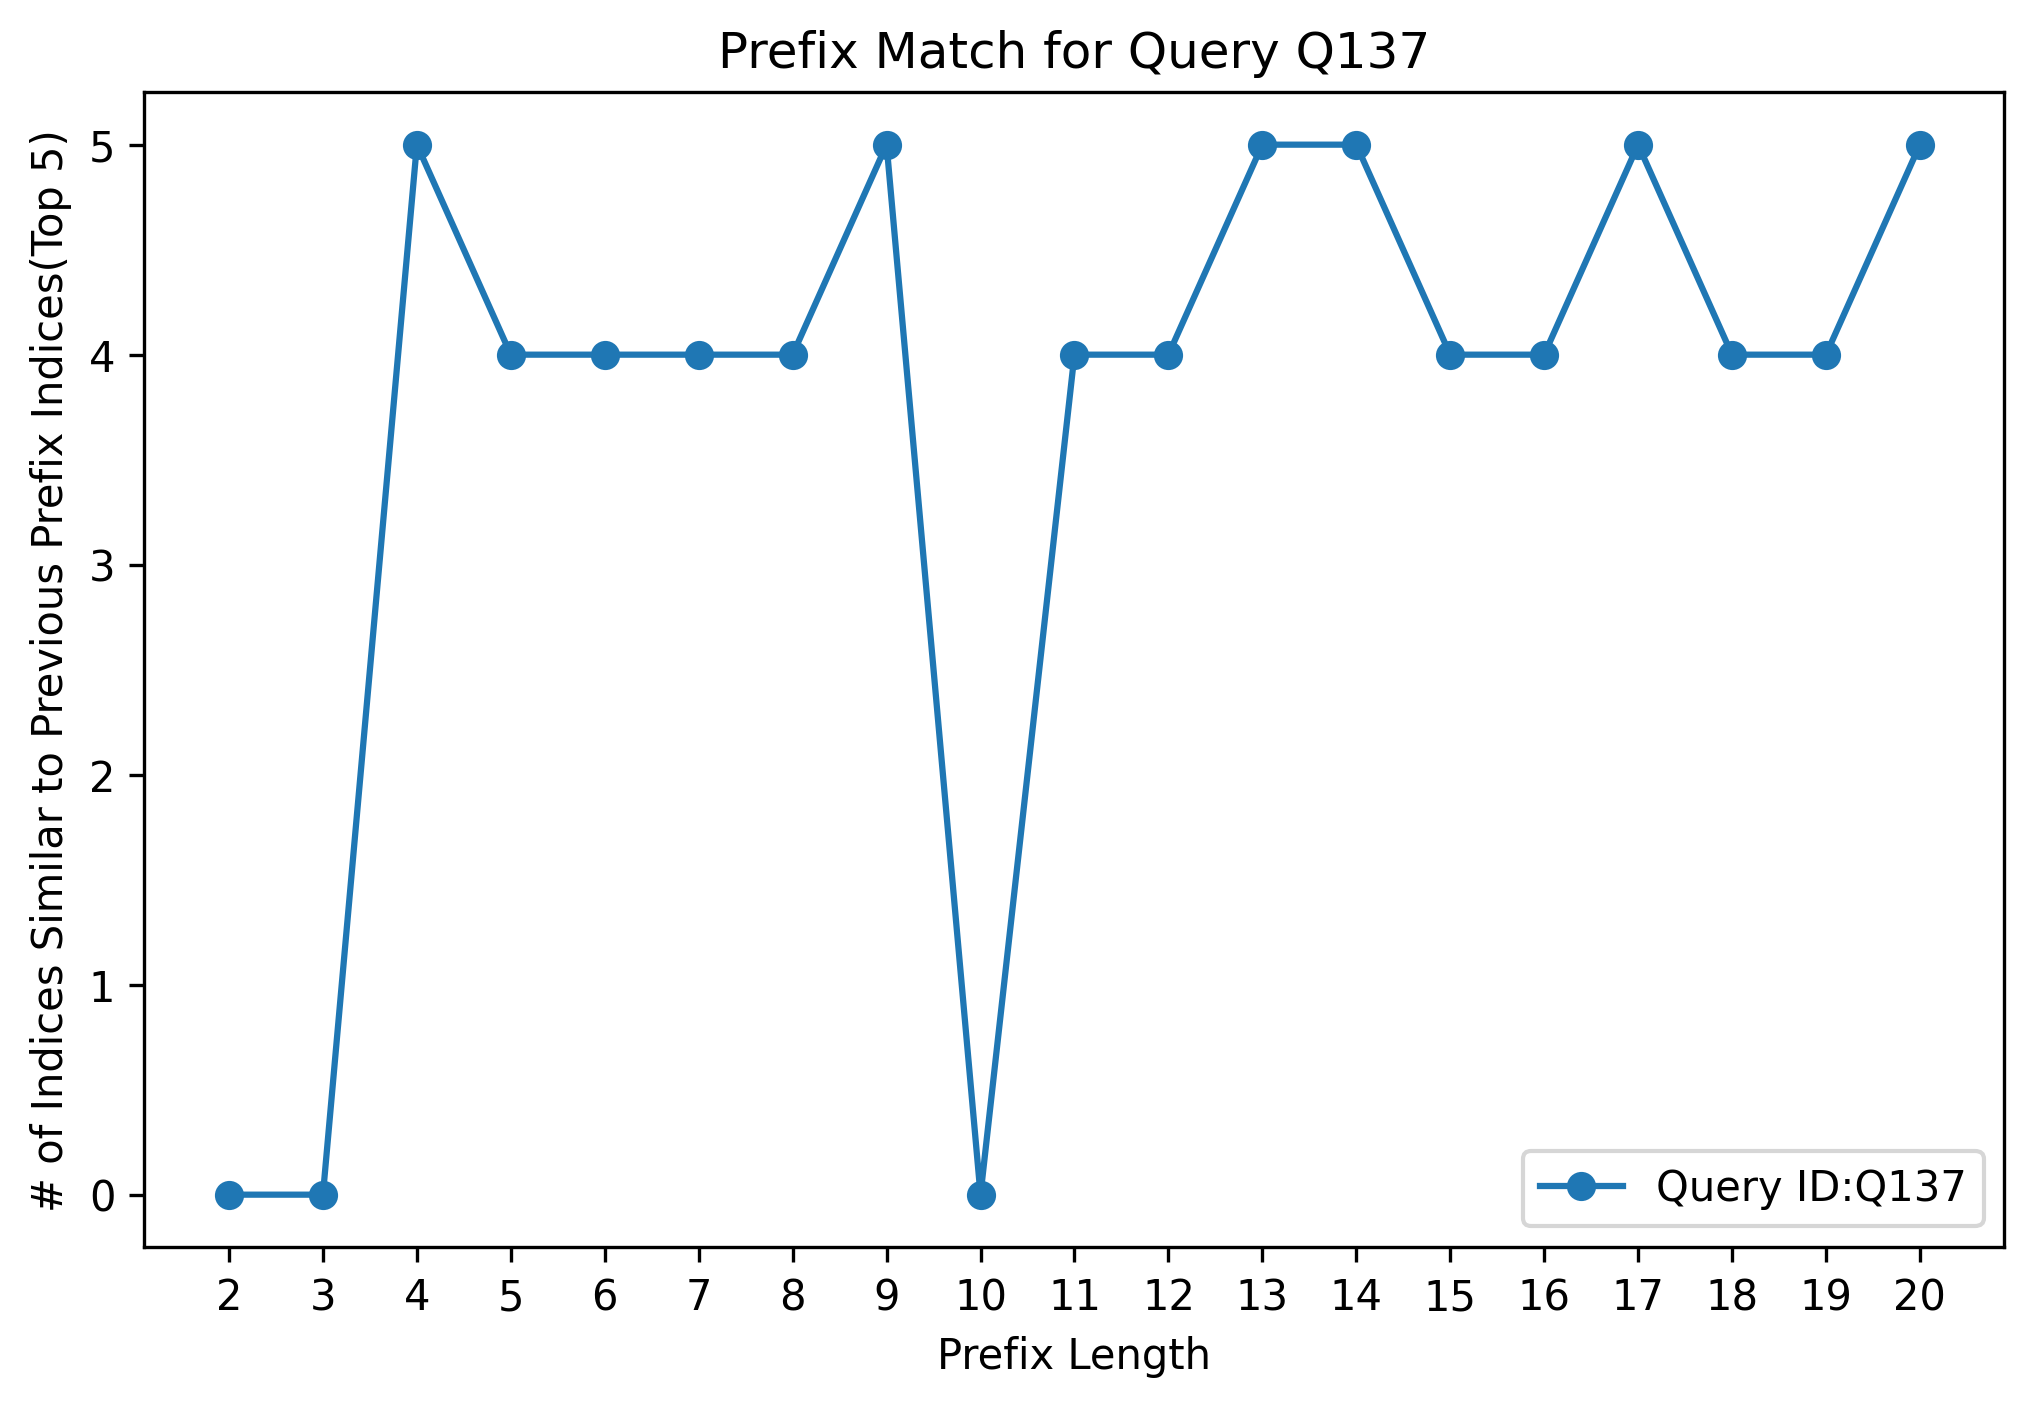 Prefix Match for Query Q137
# of Indices Similar to Previous Prefix Indices(Top 5)
5
4
3
2
1
0
Query ID:Q137
2 3 4 5 6 7 8 9 10 11 12 13 14 15 16 17 18 19 20
Prefix Length